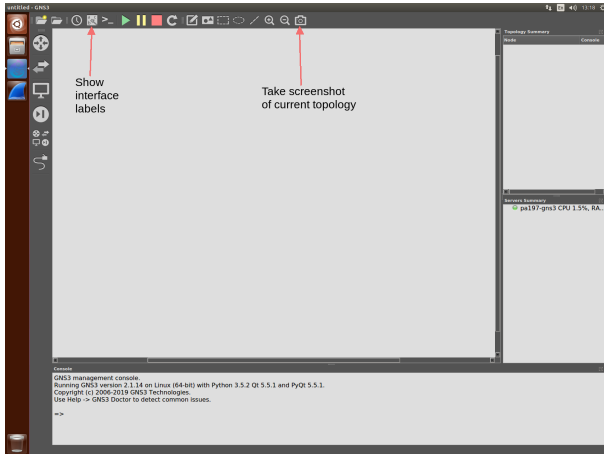 untitled - GNS3
En
13:18
Topology Summary
Node Console
Show
interface
labels
Take screenshot
of current topology
Servers Summary
pa197-gns3 CPU 1.5%, RA...
Console
GNS3 management console.
Running GNS3 version 2.1.14 on Linux (64-bit) with Python 3.5.2 Qt 5.5.1 and PyQt 5.5.1.
Copyright (c) 2006-2019 GNS3 Technologies.
Use Help -> GNS3 Doctor to detect common issues.
=>